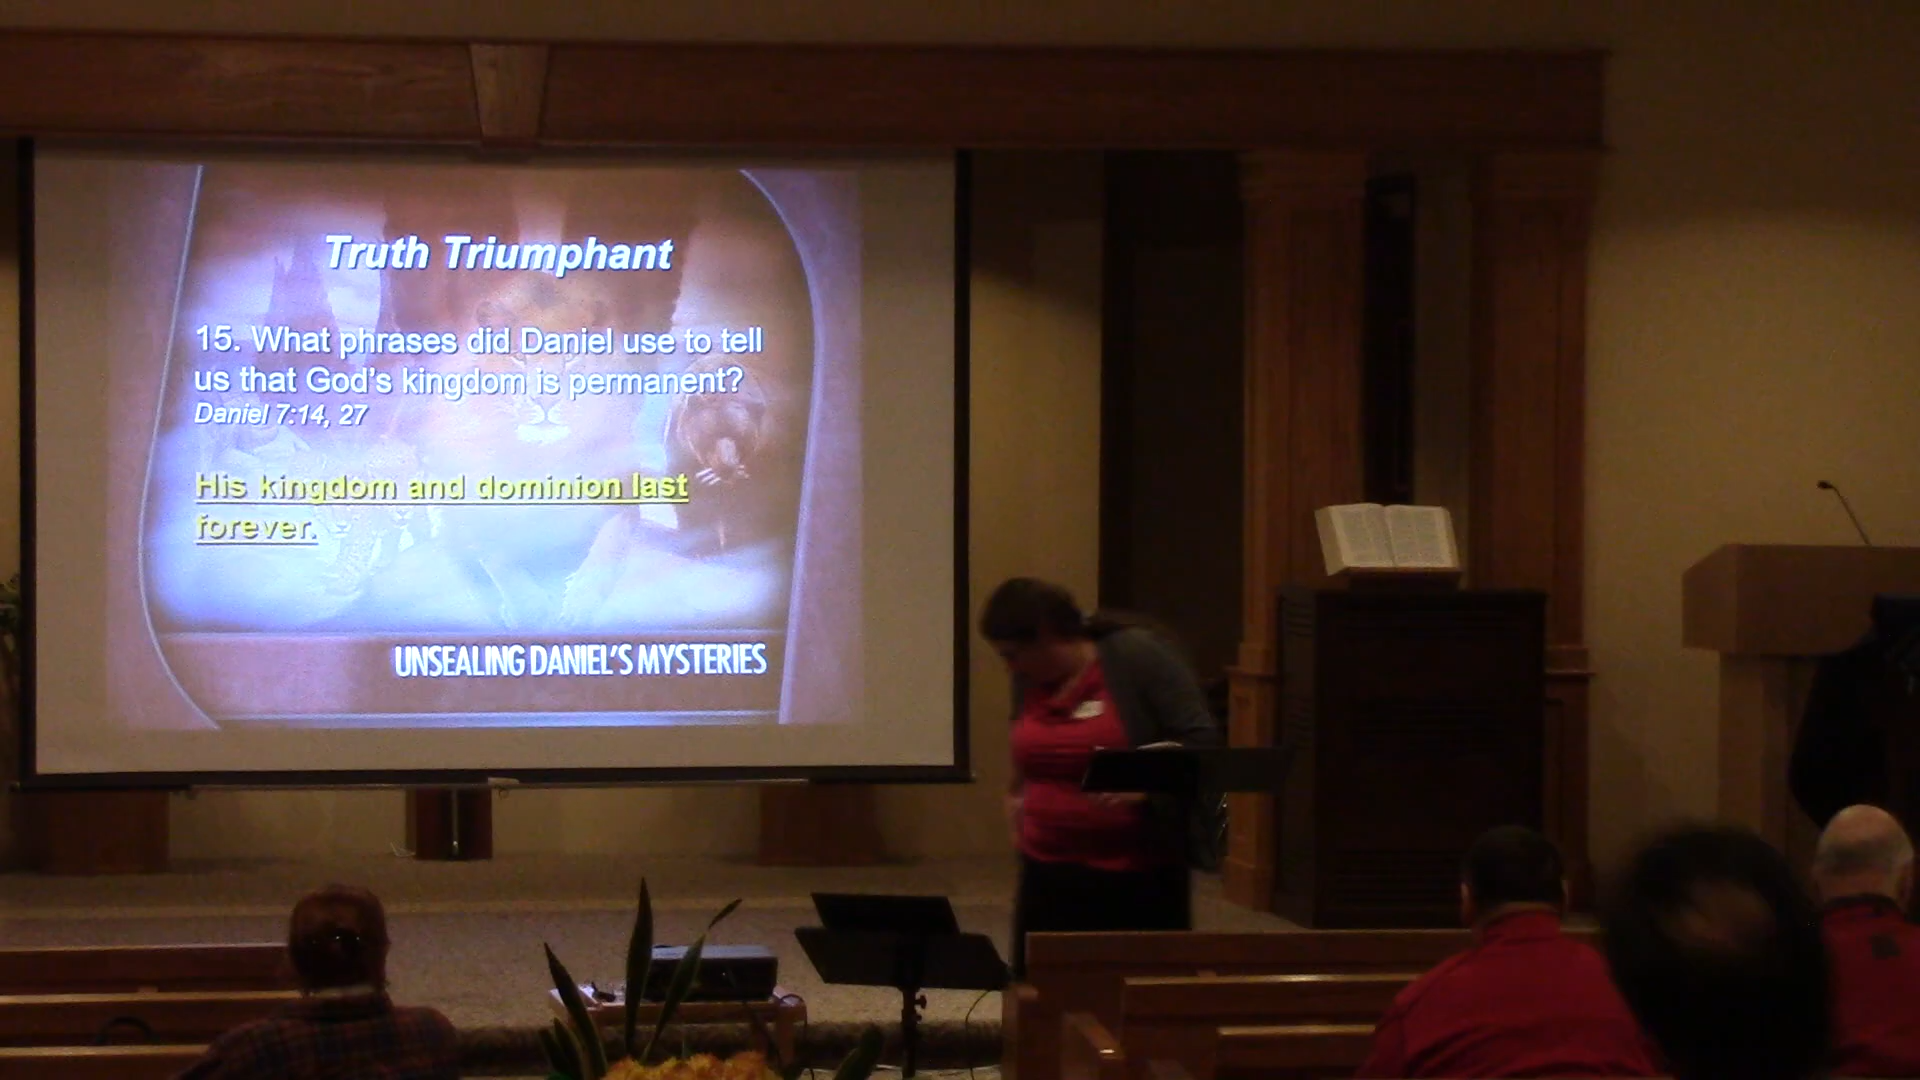 Truth Triumphant
15. What phrases did Daniel use to tell
us that God's kingdom is permanent?
Daniel 7:14, 27
His kingdom and dominion last
forever.
UNSEALING DANIEL'S MYSTERIES